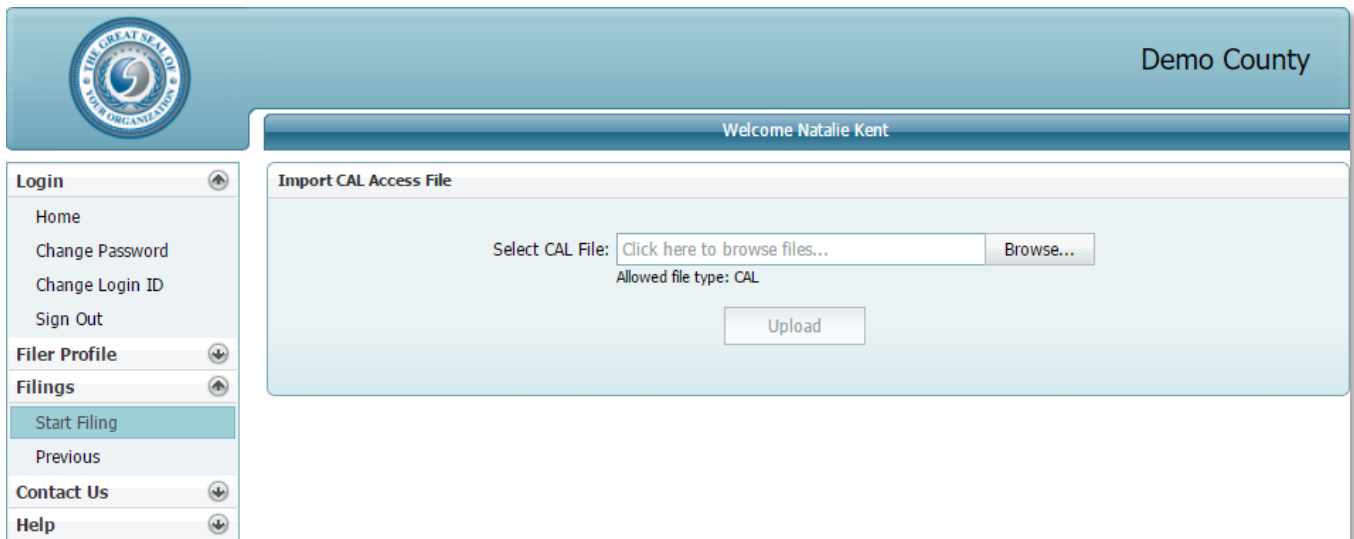 THE GREAT SEAL OF
YOUR ORGANIZATION
Demo County
Welcome Natalie Kent
Login
Home
Change Password
Change Login ID
Sign Out
Filer Profile
Filings
Start Filing
Previous
Contact Us
Help
Import CAL Access File
Select CAL File: Click here to browse files... Browse...
Allowed file type: CAL
Upload